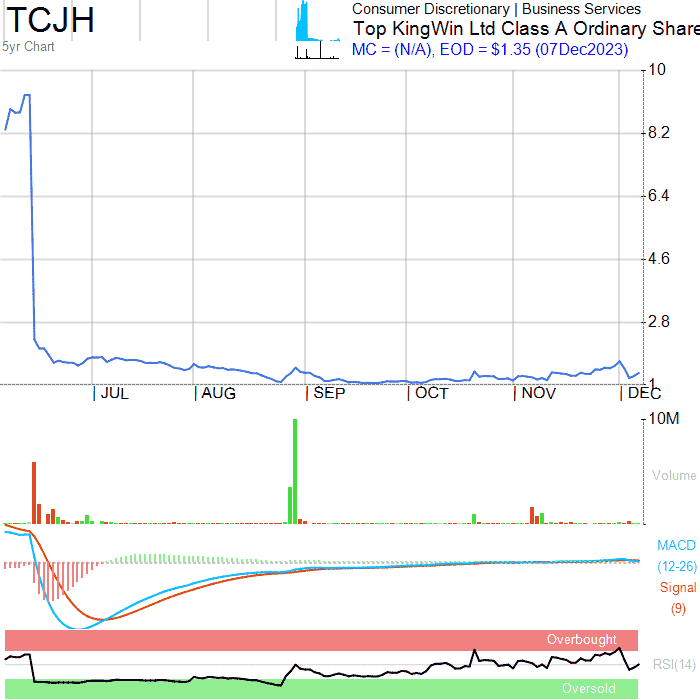 TCJH
5yr Chart
Consumer Discretionary | Business Services
Top KingWin Ltd Class A Ordinary Share
MC = (N/A), EOD = $1.35 (07Dec2023)
10
8.2
6.4
4.6
2.8
1
JUL AUG SEP OCT NOV DEC
10M
Volume
MACD
(12-26)
Signal
(9)
Overbought
RSI(14)
Oversold